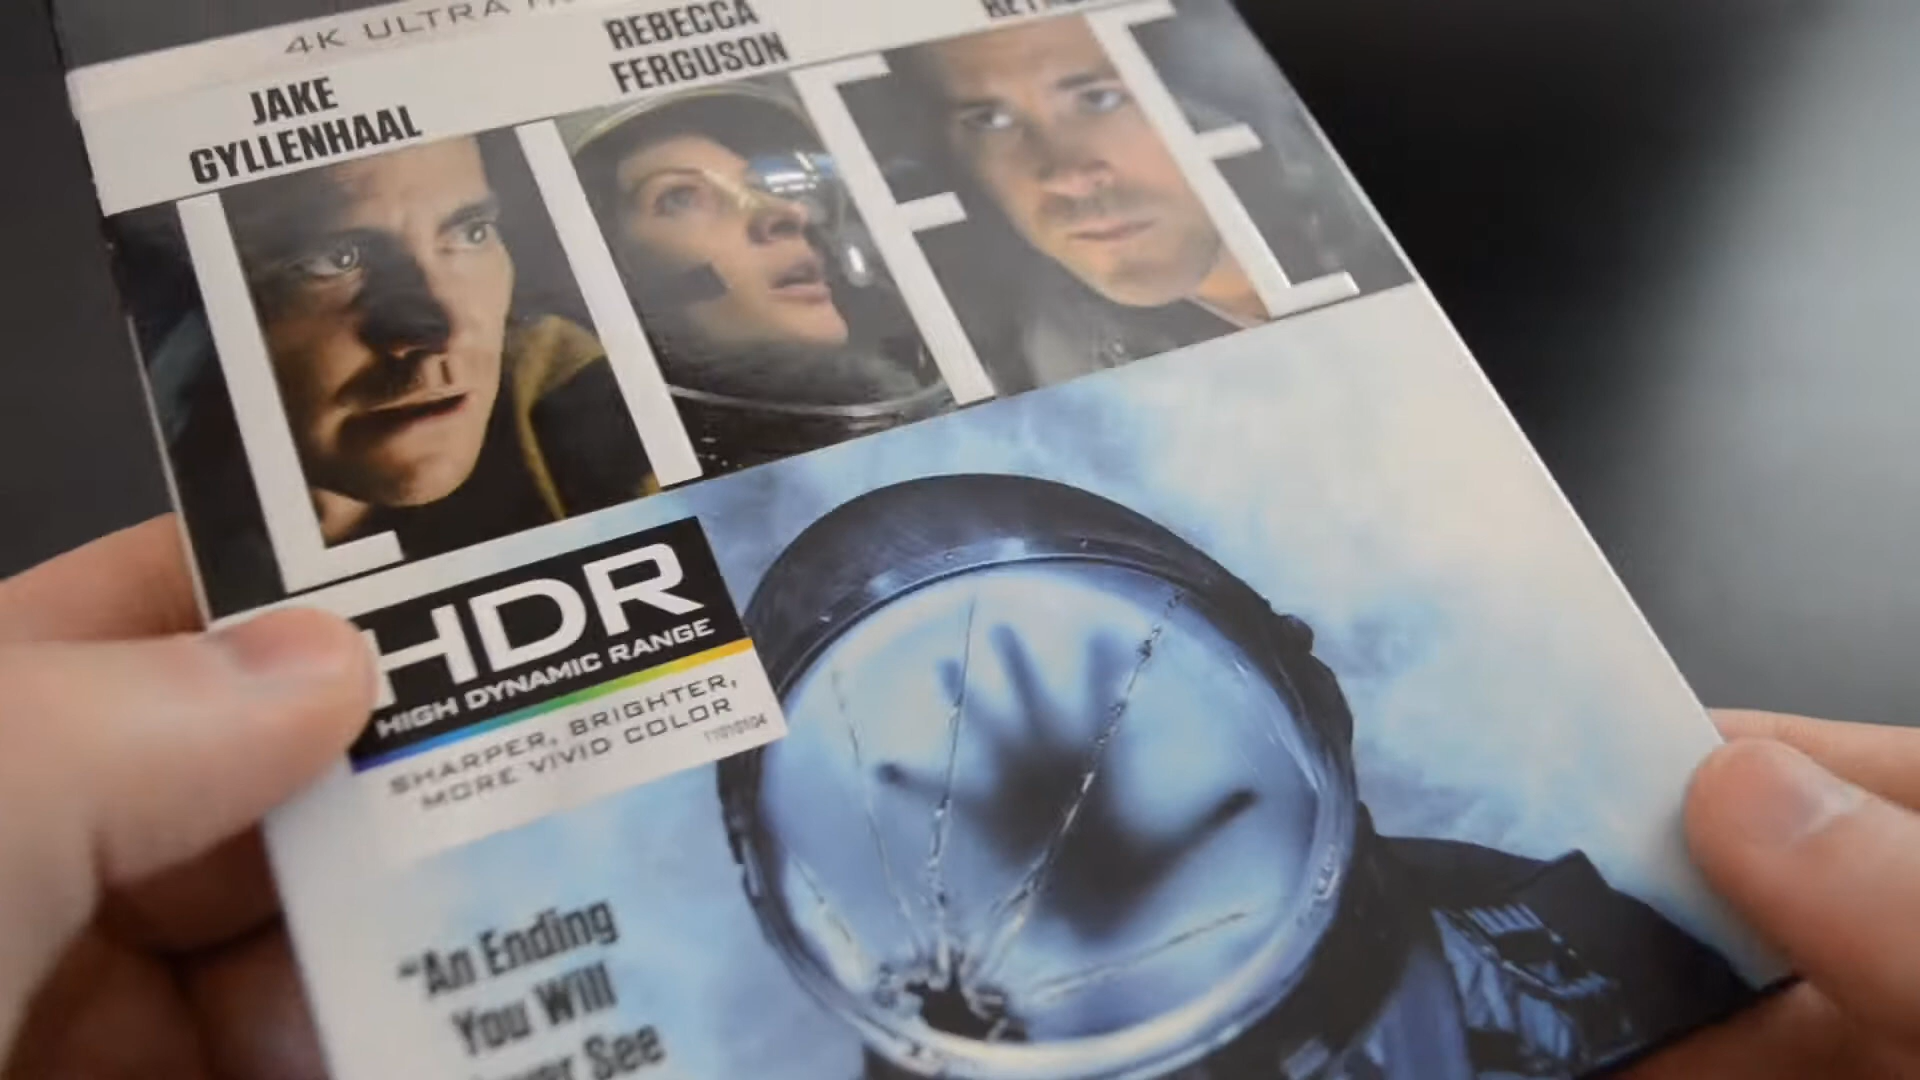 4K ULTRA
JAKE
GYLLENHAAL
REBECCA
FERGUSON
LIFE
HDR
HIGH DYNAMIC RANGE
SHARPER, BRIGHTER,
MORE VIVID COLOR
"An Ending
You Will
See